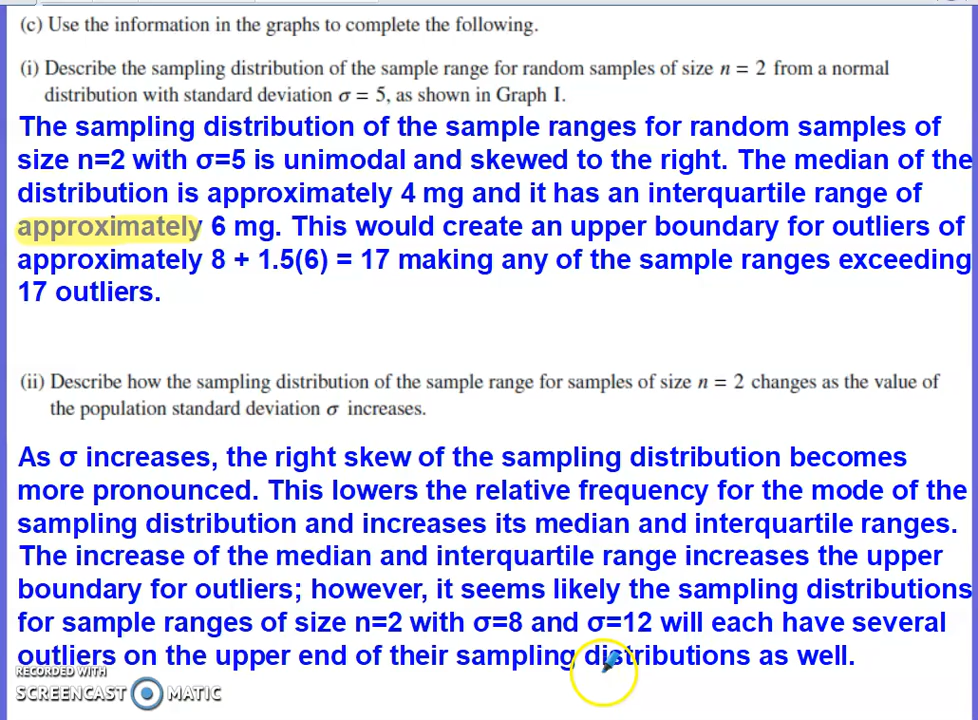 (c) Use the information in the graphs to complete the following.
(i) Describe the sampling distribution of the sample range for random samples of size n = 2 from a normal
distribution with standard deviation σ = 5, as shown in Graph I.
The sampling distribution of the sample ranges for random samples of
size n=2 with σ=5 is unimodal and skewed to the right. The median of the
distribution is approximately 4 mg and it has an interquartile range of
approximately 6 mg. This would create an upper boundary for outliers of
approximately 8 + 1.5(6) = 17 making any of the sample ranges exceeding
17 outliers.
(ii) Describe how the sampling distribution of the sample range for samples of size n = 2 changes as the value of
the population standard deviation σ increases.
As σ increases, the right skew of the sampling distribution becomes
more pronounced. This lowers the relative frequency for the mode of the
sampling distribution and increases its median and interquartile ranges.
The increase of the median and interquartile range increases the upper
boundary for outliers; however, it seems likely the sampling distributions
for sample ranges of size n=2 with σ=8 and σ=12 will each have several
outliers on the upper end of their sampling distributions as well.
RECORDED WITH
SCREENCAST MATIC